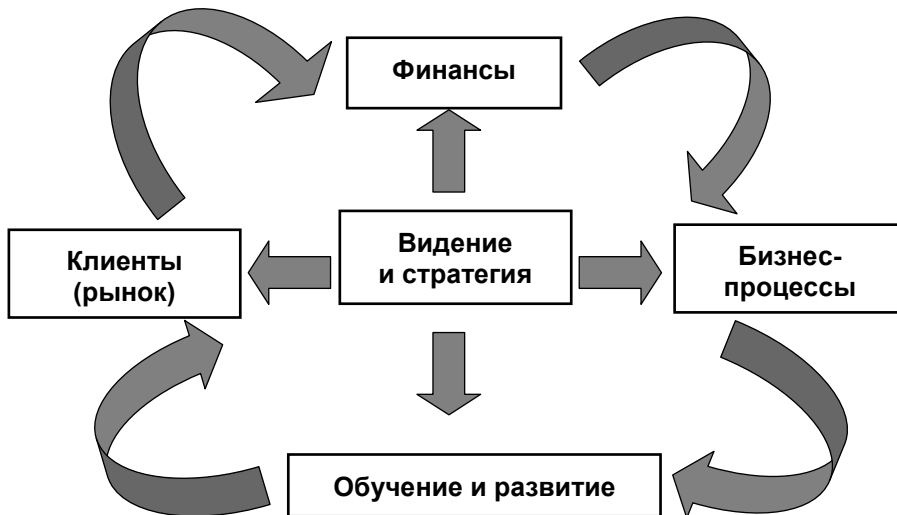 Финансы
Клиенты
(рынок)
Видение
и стратегия
Бизнес-
процессы
Обучение и развитие